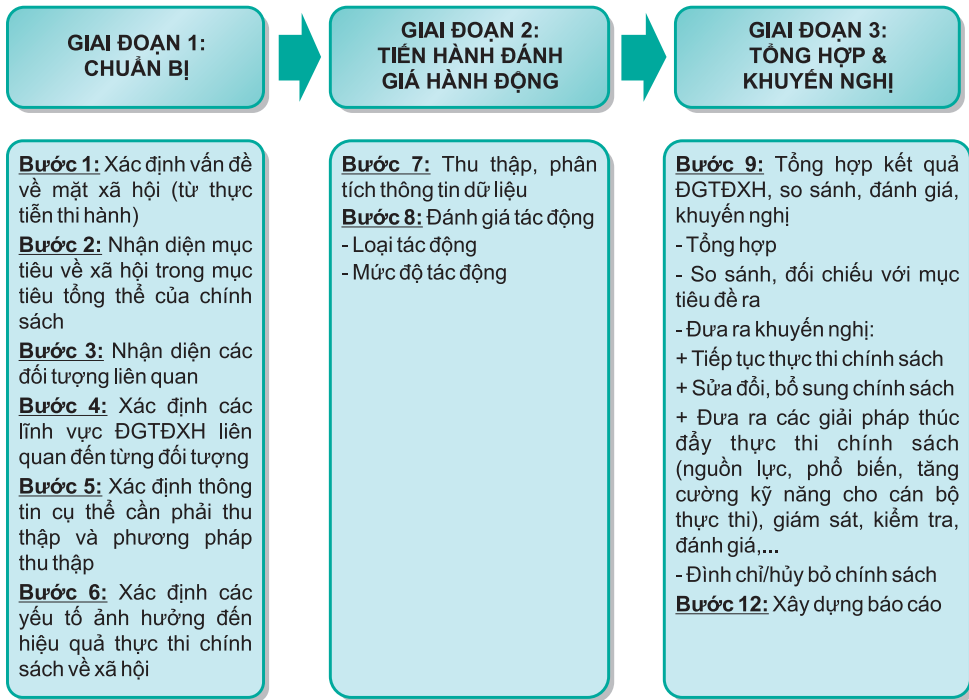 GIAI ĐOẠN 1:
CHUẨN BỊ
GIAI ĐOẠN 2:
TIẾN HÀNH ĐÁNH
GIÁ HÀNH ĐỘNG
GIAI ĐOẠN 3:
TỔNG HỢP &
KHUYẾN NGHỊ
Bước 1: Xác định vấn đề
về mặt xã hội (từ thực
tiễn thi hành)
Bước 2: Nhận diện mục
tiêu về xã hội trong mục
tiêu tổng thể của chính
sách
Bước 3: Nhận diện các
đối tượng liên quan
Bước 4: Xác định các
lĩnh vực ĐGTĐXH liên
quan đến từng đối tượng
Bước 5: Xác định thông
tin cụ thể cần phải thu
thập và phương pháp
thu thập
Bước 6: Xác định các
yếu tố ảnh hưởng đến
hiệu quả thực thi chính
sách về xã hội
Bước 7: Thu thập, phân
tích thông tin dữ liệu
Bước 8: Đánh giá tác động
- Loại tác động
- Mức độ tác động
Bước 9: Tổng hợp kết quả
ĐGTĐXH, so sánh, đánh giá,
khuyến nghị
- Tổng hợp
- So sánh, đối chiếu với mục
tiêu đề ra
- Đưa ra khuyến nghị:
+ Tiếp tục thực thi chính sách
+ Sửa đổi, bổ sung chính sách
+ Đưa ra các giải pháp thúc
đẩy thực thi chính sách
(nguồn lực, phổ biến, tăng
cường kỹ năng cho cán bộ
thực thi), giám sát, kiểm tra,
đánh giá,...
- Đình chỉ/hủy bỏ chính sách
Bước 12: Xây dựng báo cáo